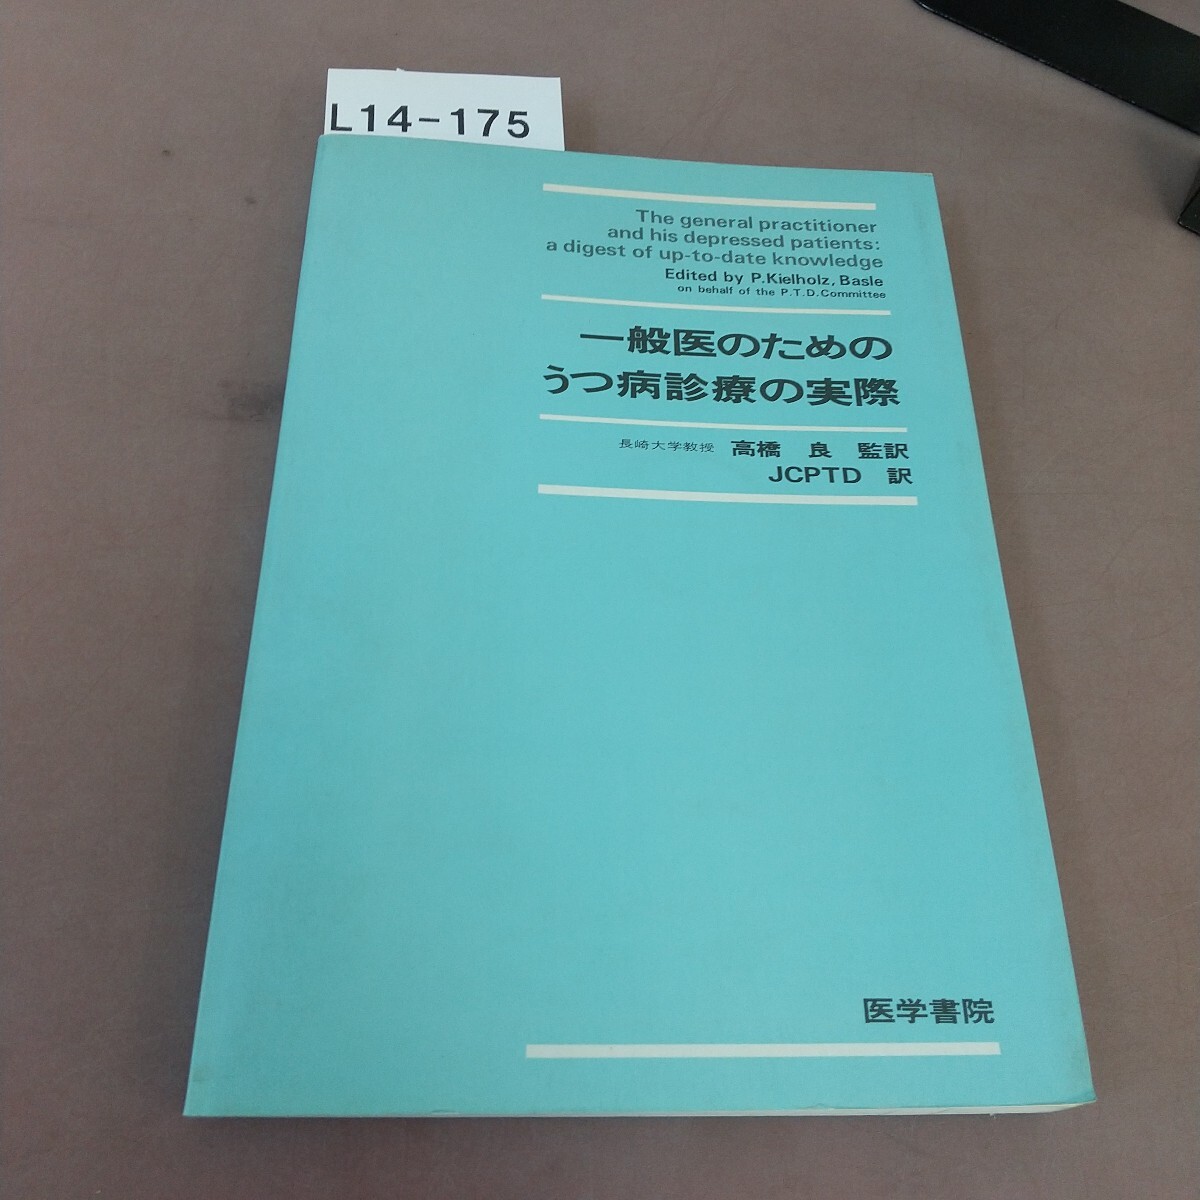 L14-175
The general practitioner
and his depressed patients:
a digest of up-to-date knowledge
Edited by P.Kielholz, Basle
on behalf of the P.T.D.Committee
一般医のための
うつ病診療の実際
長崎大学教授 高橋 良 監訳
JCPTD 訳
医学書院